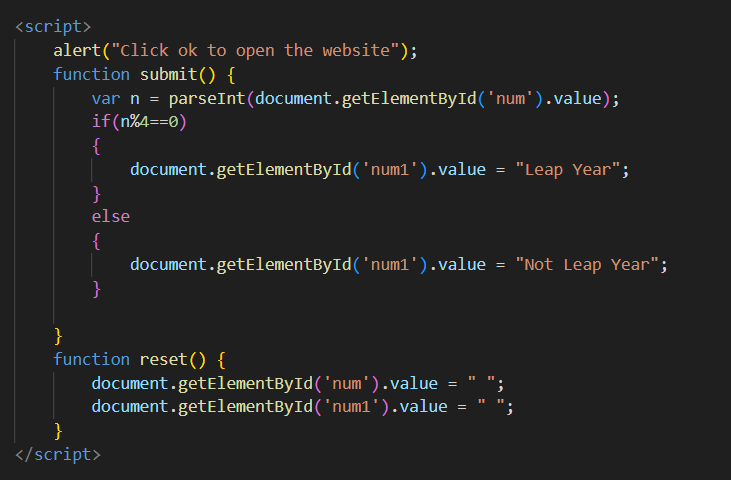 <script>
alert("Click ok to open the website");
function submit() {
var n = parseInt(document.getElementById('num').value);
if(n%4==0)
{
document.getElementById('num1').value = "Leap Year";
}
else
{
document.getElementById('num1').value = "Not Leap Year";
}
}
function reset() {
document.getElementById('num').value = " ";
document.getElementById('num1').value = " ";
}
</script>